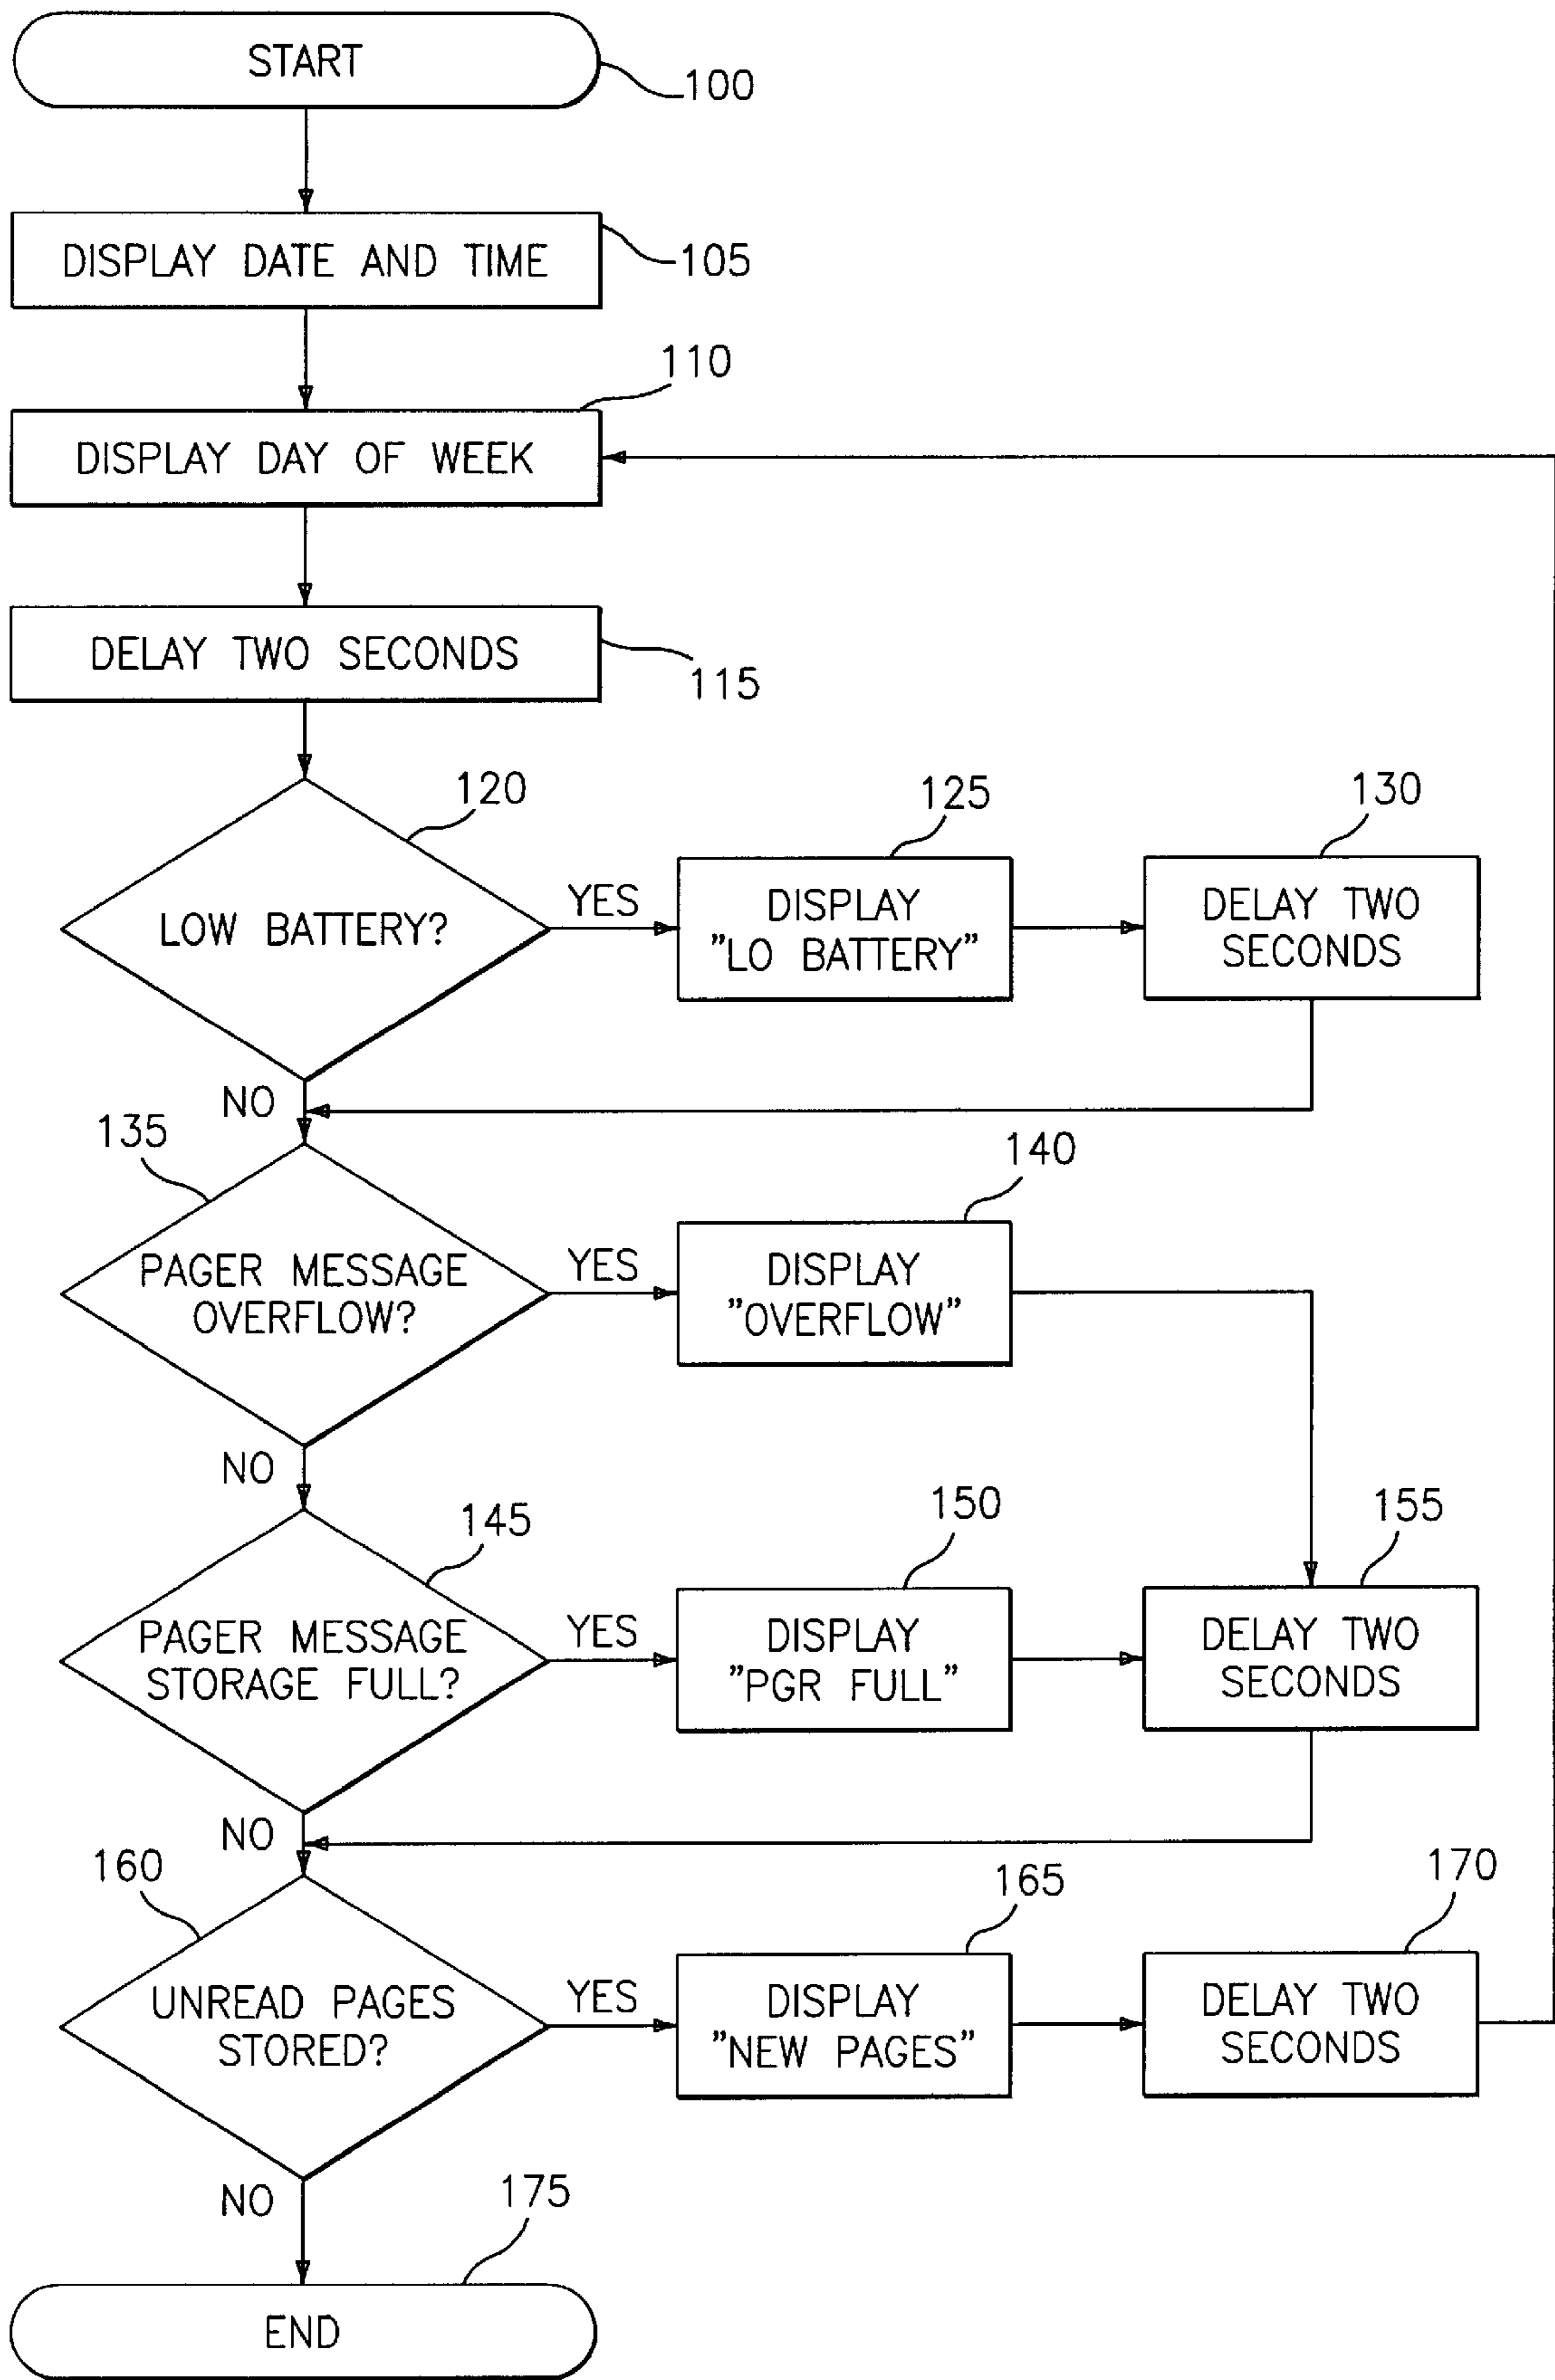 START
100
DISPLAY DATE AND TIME
105
110
DISPLAY DAY OF WEEK
DELAY TWO SECONDS
115
120
LOW BATTERY?
YES
125
DISPLAY
"LO BATTERY"
130
DELAY TWO
SECONDS
NO
135
PAGER MESSAGE
OVERFLOW?
YES
140
DISPLAY
"OVERFLOW"
NO
145
PAGER MESSAGE
STORAGE FULL?
YES
150
DISPLAY
"PGR FULL"
155
DELAY TWO
SECONDS
NO
160
UNREAD PAGES
STORED?
YES
165
DISPLAY
"NEW PAGES"
170
DELAY TWO
SECONDS
NO
175
END